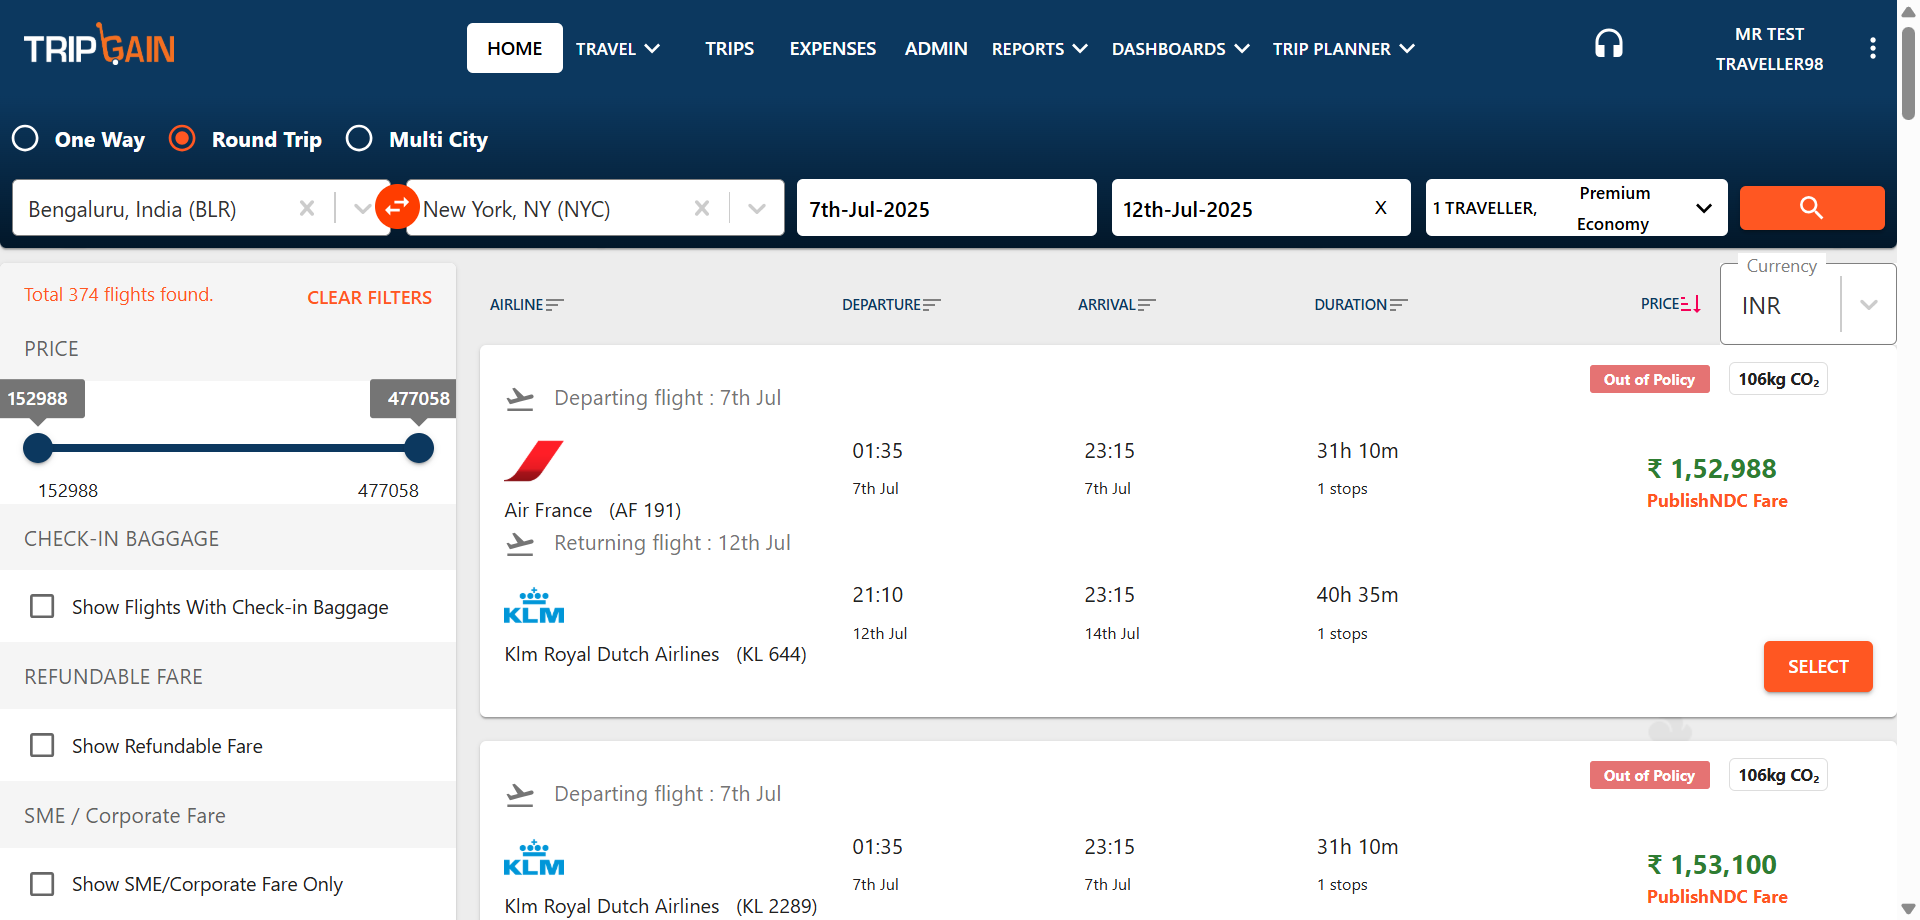 TRIPGAIN
HOME
TRAVEL
TRIPS
EXPENSES
ADMIN
REPORTS
DASHBOARDS
TRIP PLANNER
MR TEST
TRAVELLER98
One Way
Round Trip
Multi City
Bengaluru, India (BLR)
New York, NY (NYC)
7th-Jul-2025
12th-Jul-2025
X
1 TRAVELLER,
Premium
Economy
Total 374 flights found.
CLEAR FILTERS
PRICE
152988
477058
152988
477058
CHECK-IN BAGGAGE
Show Flights With Check-in Baggage
REFUNDABLE FARE
Show Refundable Fare
SME / Corporate Fare
Show SME/Corporate Fare Only
AIRLINE
DEPARTURE
ARRIVAL
DURATION
PRICE
Currency
INR
Out of Policy
106kg CO₂
Departing flight : 7th Jul
01:35
23:15
31h 10m
7th Jul
7th Jul
1 stops
₹ 1,52,988
PublishNDC Fare
Air France (AF 191)
Returning flight : 12th Jul
KLM
21:10
23:15
40h 35m
12th Jul
14th Jul
1 stops
Klm Royal Dutch Airlines (KL 644)
SELECT
Out of Policy
106kg CO₂
Departing flight : 7th Jul
KLM
01:35
23:15
31h 10m
7th Jul
7th Jul
1 stops
₹ 1,53,100
PublishNDC Fare
Klm Royal Dutch Airlines (KL 2289)